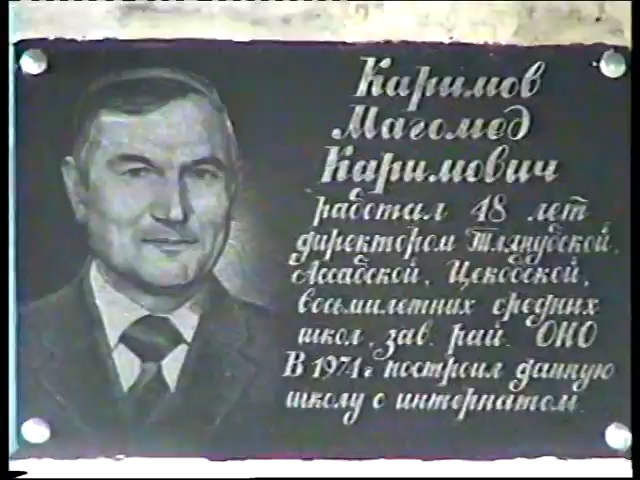 Каримов
Магомед
Каримович
работал 48 лет
директором Тлянубской,
Ассабской, Цекобской,
восьмилетних средних
школ, зав. рай. ОНО
В 1974г построил данную
школу с интернатом